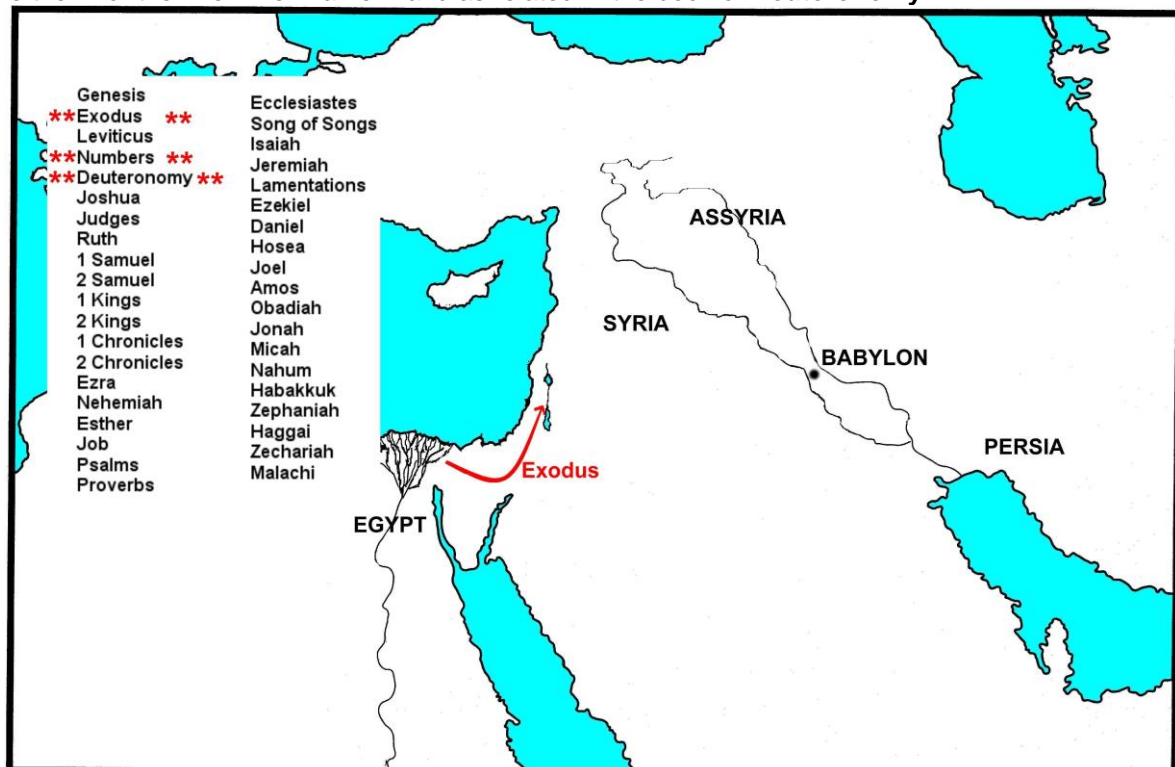 Genesis
**Exodus **
Leviticus
**Numbers **
**Deuteronomy **
Joshua
Judges
Ruth
1 Samuel
2 Samuel
1 Kings
2 Kings
1 Chronicles
2 Chronicles
Ezra
Nehemiah
Esther
Job
Psalms
Proverbs
Ecclesiastes
Song of Songs
Isaiah
Jeremiah
Lamentations
Ezekiel
Daniel
Hosea
Joel
Amos
Obadiah
Jonah
Micah
Nahum
Habakkuk
Zephaniah
Haggai
Zechariah
Malachi
ASSYRIA
SYRIA
BABYLON
PERSIA
Exodus
EGYPT